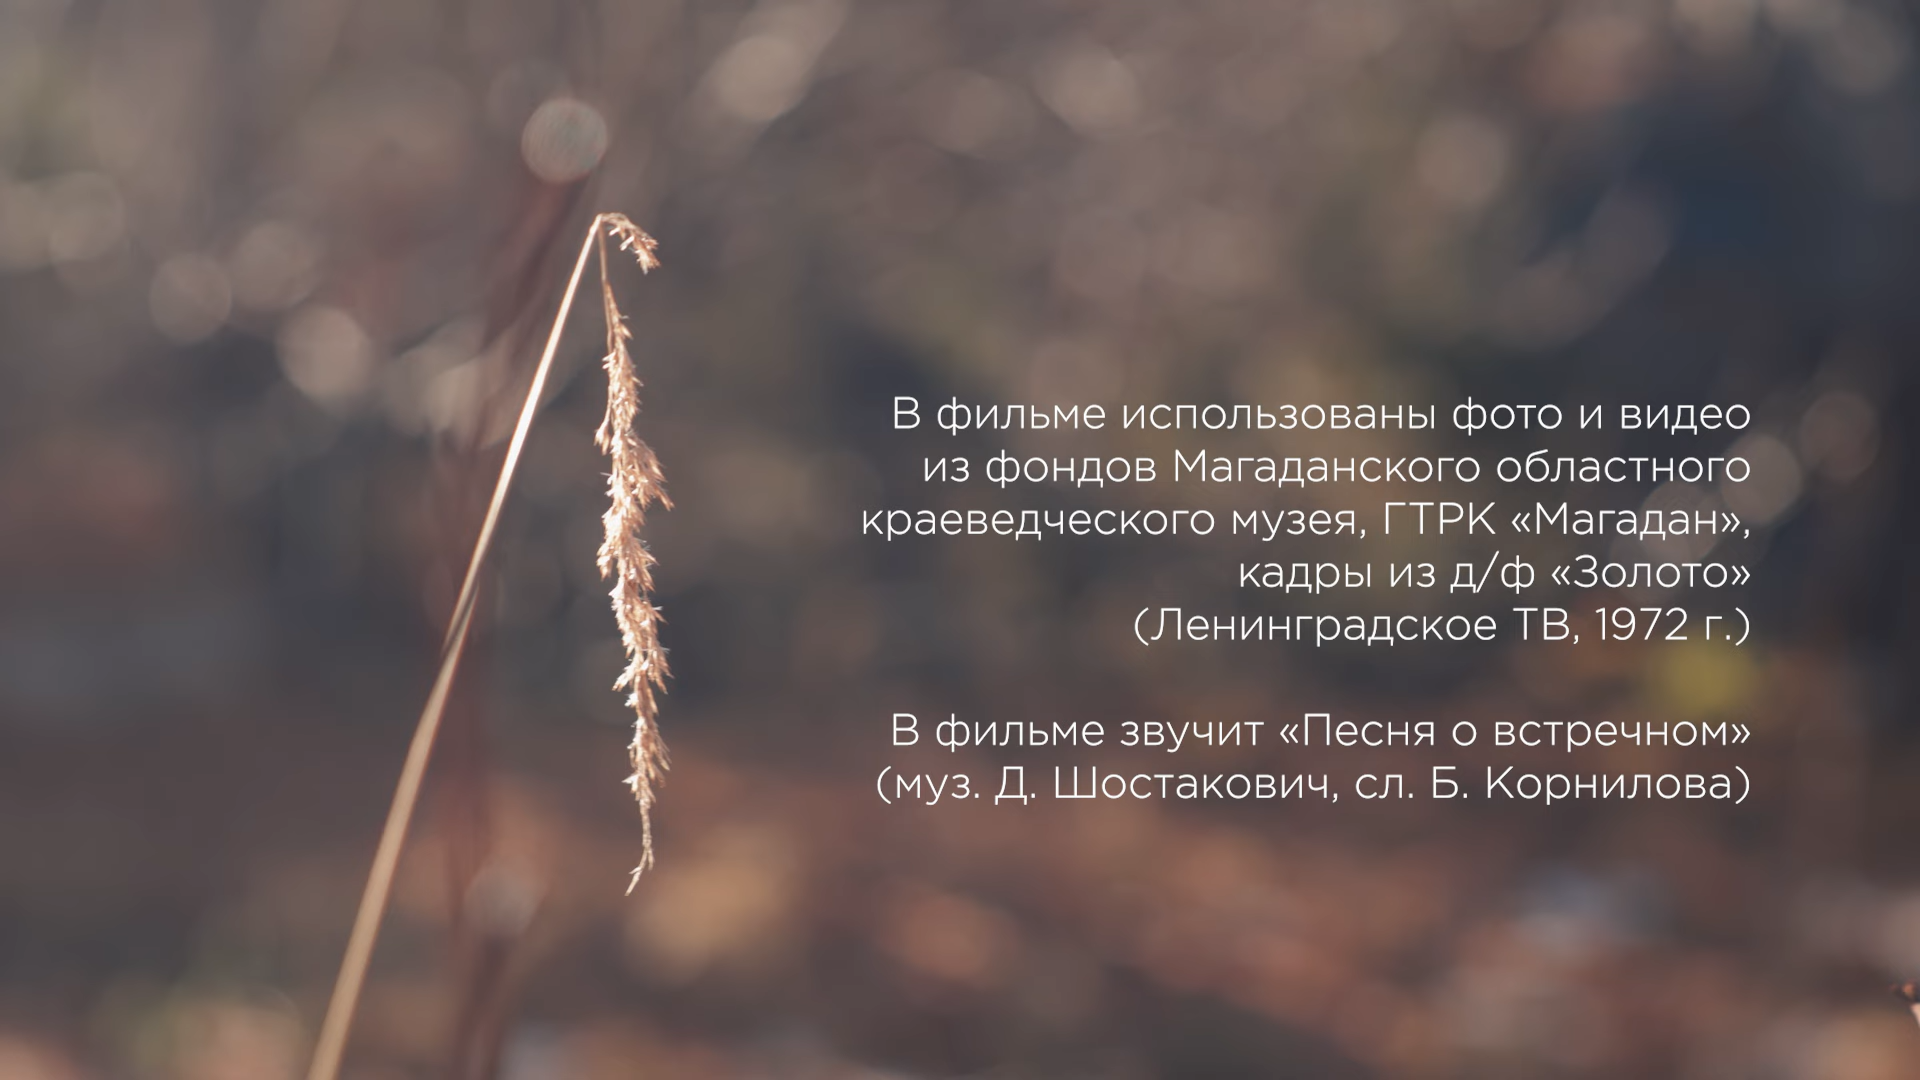 В фильме использованы фото и видео
из фондов Магаданского областного
краеведческого музея, ГТРК «Магадан»,
кадры из д/ф «Золото»
(Ленинградское ТВ, 1972 г.)
В фильме звучит «Песня о встречном»
(муз. Д. Шостакович, сл. Б. Корнилова)